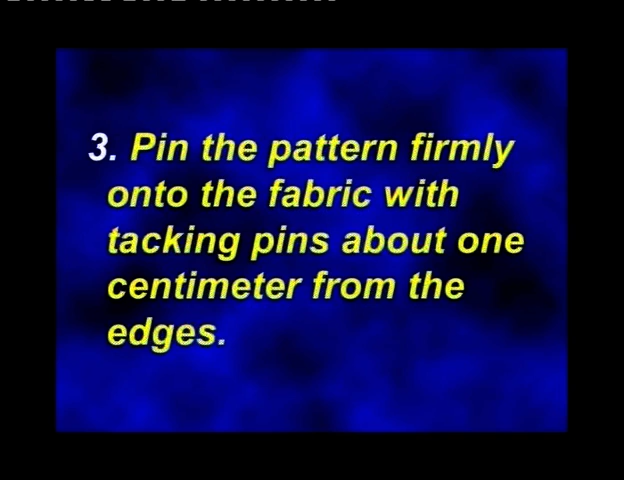 3. Pin the pattern firmly
onto the fabric with
tacking pins about one
centimeter from the
edges.